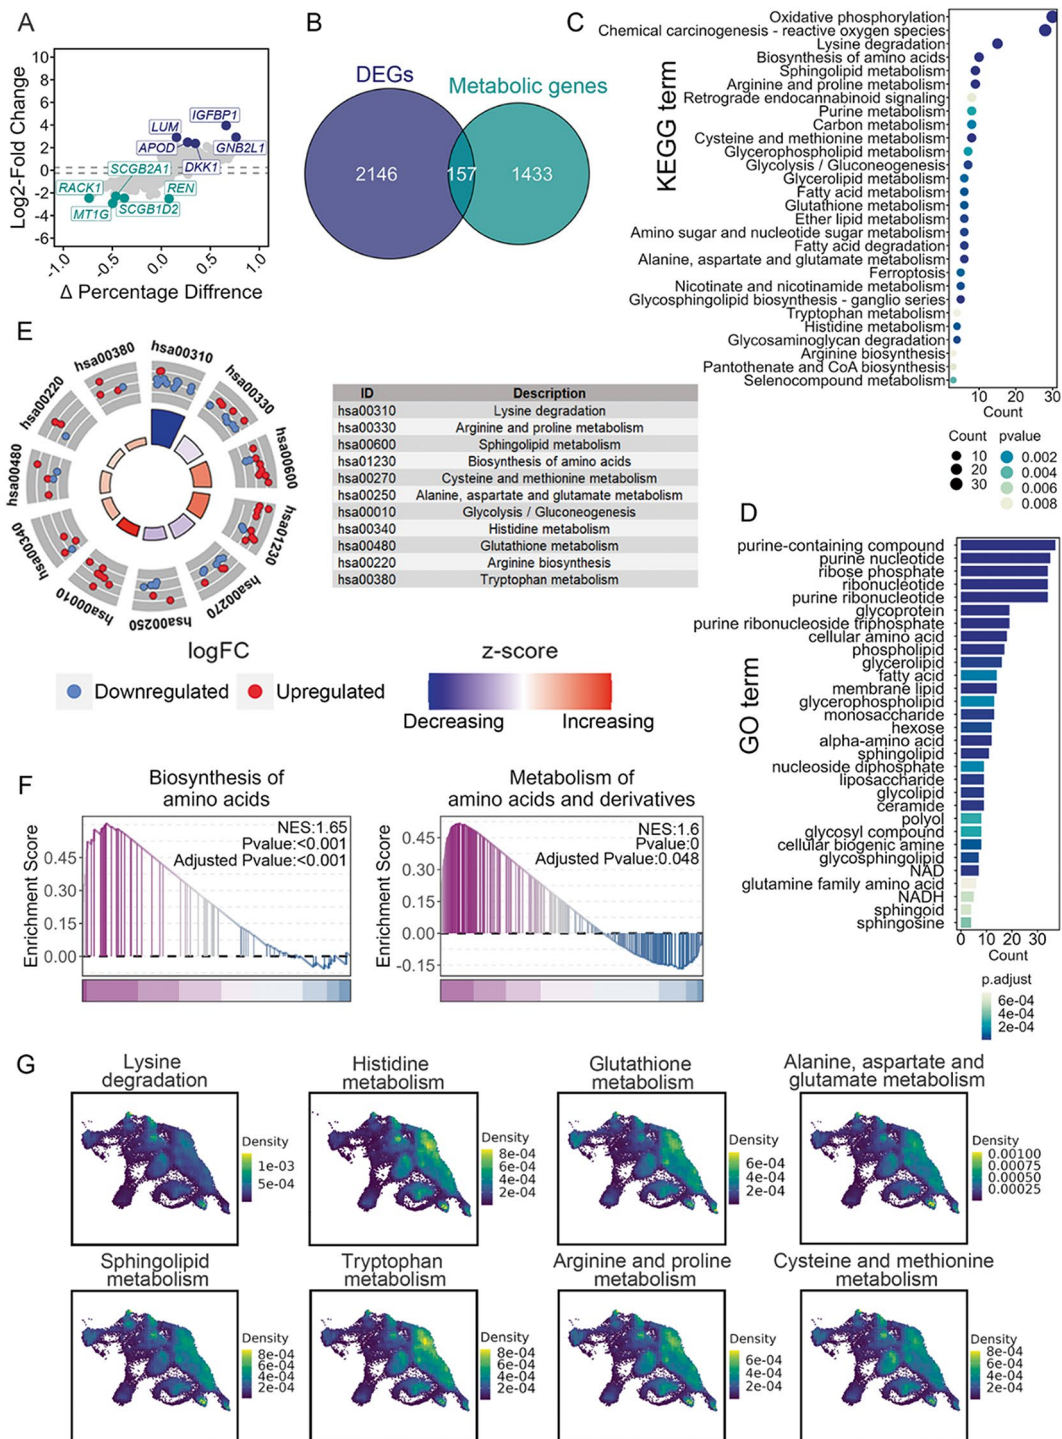 A
Log2-Fold Change
10
8
6
4
2
0
-2
-4
-6
IGFBP1
LUM
APOD
GNB2L1
DKK1
SCGB2A1
RACK1
REN
MT1G
SCGB1D2
-1.0
-0.5
0.0
0.5
1.0
Δ Percentage Diffrence
B
DEGs
Metabolic genes
2146
157
1433
C
KEGG term
Oxidative phosphorylation
Chemical carcinogenesis - reactive oxygen species
Lysine degradation
Biosynthesis of amino acids
Sphingolipid metabolism
Arginine and proline metabolism
Retrograde endocannabinoid signaling
Purine metabolism
Carbon metabolism
Cysteine and methionine metabolism
Glycerophospholipid metabolism
Glycolysis / Gluconeogenesis
Glycerolipid metabolism
Fatty acid metabolism
Glutathione metabolism
Ether lipid metabolism
Amino sugar and nucleotide sugar metabolism
Fatty acid degradation
Alanine, aspartate and glutamate metabolism
Ferroptosis
Nicotinate and nicotinamide metabolism
Glycosphingolipid biosynthesis - ganglio series
Tryptophan metabolism
Histidine metabolism
Glycosaminoglycan degradation
Arginine biosynthesis
Pantothenate and CoA biosynthesis
Selenocompound metabolism
10 20 30
Count
Count pvalue
10 0.002
20 0.004
30 0.006
0.008
E
hsa00310
hsa00330
hsa00600
hsa01230
hsa00270
hsa00250
hsa00010
hsa00340
hsa00480
hsa00220
hsa00380
ID Description
hsa00310 Lysine degradation
hsa00330 Arginine and proline metabolism
hsa00600 Sphingolipid metabolism
hsa01230 Biosynthesis of amino acids
hsa00270 Cysteine and methionine metabolism
hsa00250 Alanine, aspartate and glutamate metabolism
hsa00010 Glycolysis / Gluconeogenesis
hsa00340 Histidine metabolism
hsa00480 Glutathione metabolism
hsa00220 Arginine biosynthesis
hsa00380 Tryptophan metabolism
logFC
Downregulated
Upregulated
z-score
Decreasing Increasing
D
GO term
purine-containing compound
purine nucleotide
ribose phosphate
ribonucleotide
purine ribonucleotide
glycoprotein
purine ribonucleoside triphosphate
cellular amino acid
phospholipid
glycerolipid
fatty acid
membrane lipid
glycerophospholipid
monosaccharide
hexose
alpha-amino acid
sphingolipid
nucleoside diphosphate
liposaccharide
glycolipid
ceramide
polyol
glycosyl compound
cellular biogenic amine
glycosphingolipid
NAD
glutamine family amino acid
NADH
sphingoid
sphingosine
0 10 20 30
Count
p.adjust
6e-04
4e-04
2e-04
F
Biosynthesis of
amino acids
Enrichment Score
0.45
0.30
0.15
0.00
NES:1.65
Pvalue:<0.001
Adjusted Pvalue:<0.001
Metabolism of
amino acids and derivatives
Enrichment Score
0.45
0.30
0.15
0.00
-0.15
NES:1.6
Pvalue:0
Adjusted Pvalue:0.048
G
Lysine
degradation
Density
1e-03
5e-04
Histidine
metabolism
Density
8e-04
6e-04
4e-04
2e-04
Glutathione
metabolism
Density
6e-04
4e-04
2e-04
Alanine, aspartate and
glutamate metabolism
Density
0.00100
0.00075
0.00050
0.00025
Sphingolipid
metabolism
Density
8e-04
6e-04
4e-04
2e-04
Tryptophan
metabolism
Density
8e-04
6e-04
4e-04
2e-04
Arginine and proline
metabolism
Density
6e-04
4e-04
2e-04
Cysteine and methionine
metabolism
Density
8e-04
6e-04
4e-04
2e-04